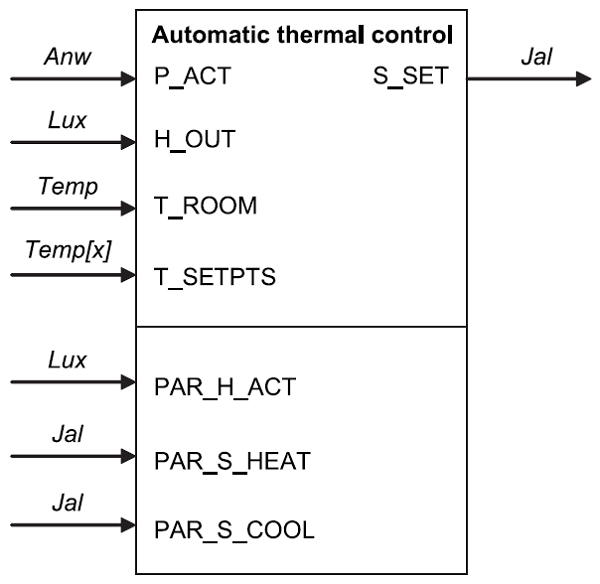 Automatic thermal control
Anw P_ACT S_SET Jal
Lux H_OUT
Temp T_ROOM
Temp[x] T_SETPTS
Lux PAR_H_ACT
Jal PAR_S_HEAT
Jal PAR_S_COOL